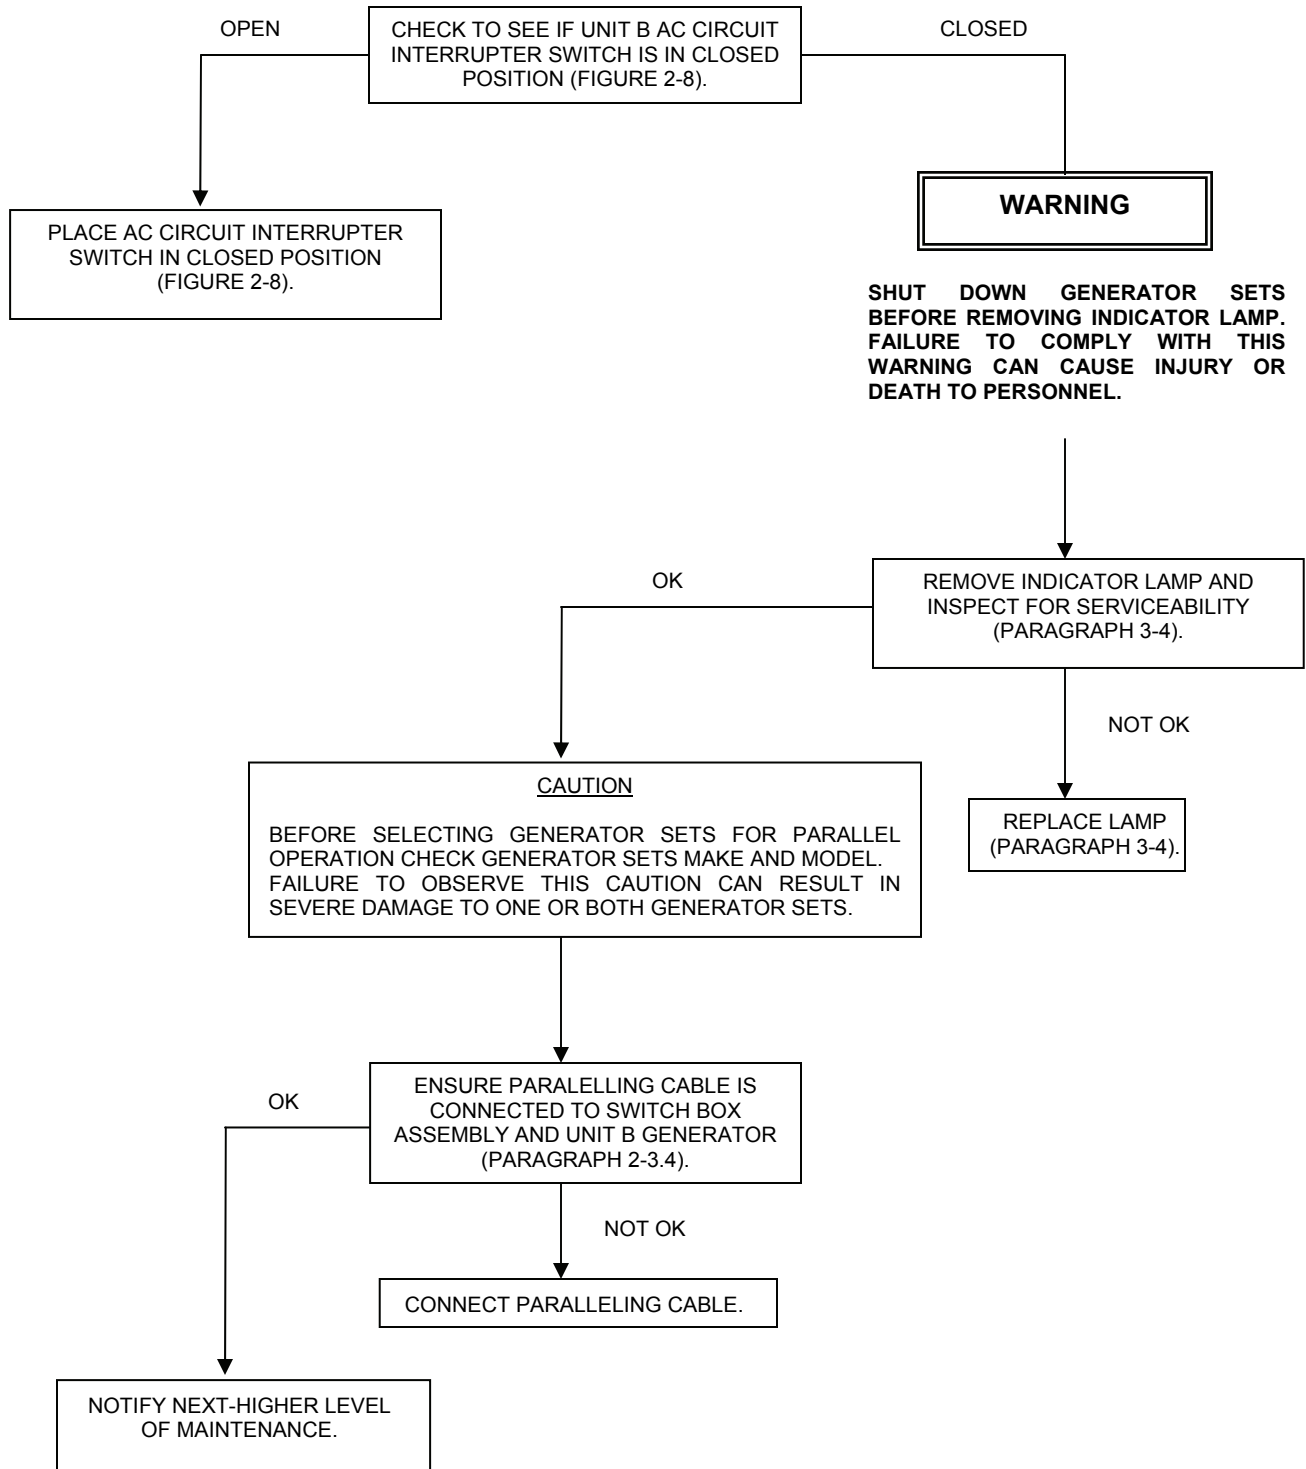 OPEN
CHECK TO SEE IF UNIT B AC CIRCUIT
INTERRUPTER SWITCH IS IN CLOSED
POSITION (FIGURE 2-8).
CLOSED
PLACE AC CIRCUIT INTERRUPTER
SWITCH IN CLOSED POSITION
(FIGURE 2-8).
WARNING
SHUT DOWN GENERATOR SETS
BEFORE REMOVING INDICATOR LAMP.
FAILURE TO COMPLY WITH THIS
WARNING CAN CAUSE INJURY OR
DEATH TO PERSONNEL.
OK
REMOVE INDICATOR LAMP AND
INSPECT FOR SERVICEABILITY
(PARAGRAPH 3-4).
NOT OK
REPLACE LAMP
(PARAGRAPH 3-4).
CAUTION
BEFORE SELECTING GENERATOR SETS FOR PARALLEL
OPERATION CHECK GENERATOR SETS MAKE AND MODEL.
FAILURE TO OBSERVE THIS CAUTION CAN RESULT IN
SEVERE DAMAGE TO ONE OR BOTH GENERATOR SETS.
OK
ENSURE PARALELLING CABLE IS
CONNECTED TO SWITCH BOX
ASSEMBLY AND UNIT B GENERATOR
(PARAGRAPH 2-3.4).
NOT OK
CONNECT PARALLELING CABLE.
NOTIFY NEXT-HIGHER LEVEL
OF MAINTENANCE.